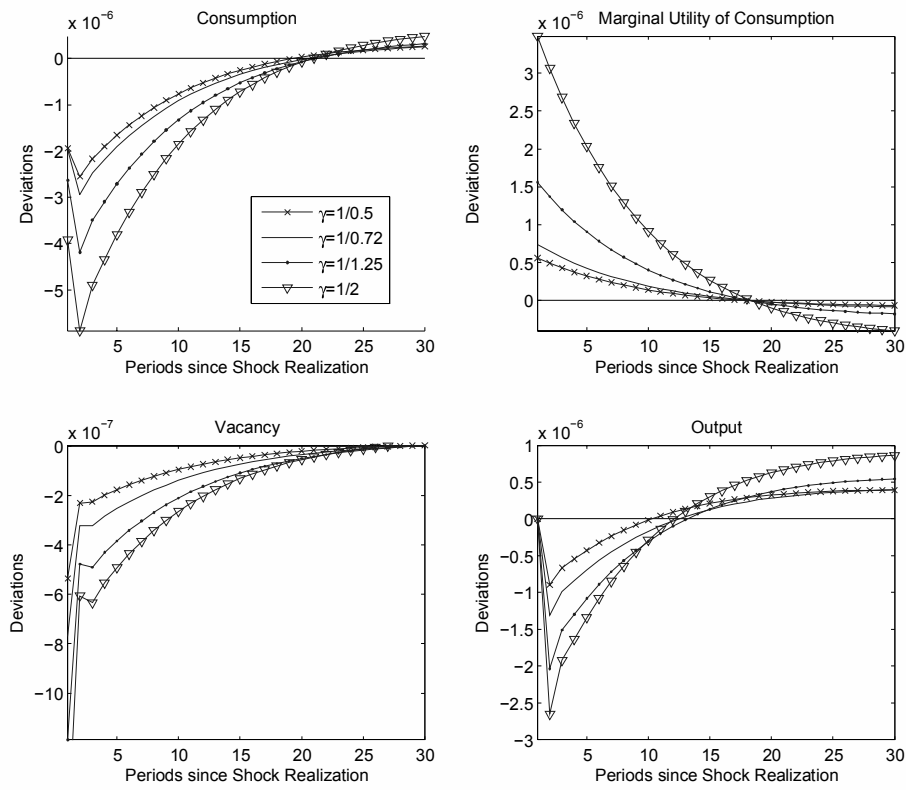 Consumption
x 10⁻⁶
0
−1
−2
−3
−4
−5
Deviations
γ=1/0.5
γ=1/0.72
γ=1/1.25
γ=1/2
5 10 15 20 25 30
Periods since Shock Realization
Marginal Utility of Consumption
x 10⁻⁶
3
2.5
2
1.5
1
0.5
0
Deviations
5 10 15 20 25 30
Periods since Shock Realization
Vacancy
x 10⁻⁷
0
−2
−4
−6
−8
−10
Deviations
5 10 15 20 25 30
Periods since Shock Realization
Output
x 10⁻⁶
1
0.5
0
−0.5
−1
−1.5
−2
−2.5
−3
Deviations
5 10 15 20 25 30
Periods since Shock Realization